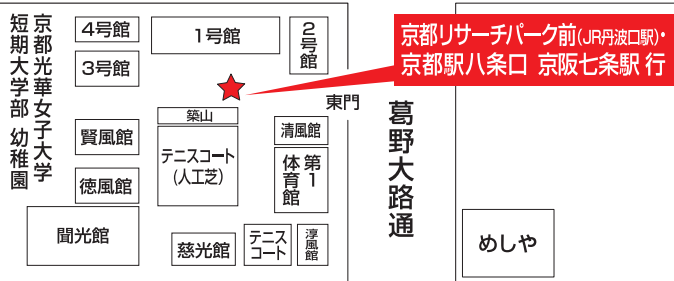 京都光華女子大学
短期大学部 幼稚園
4号館
1号館
2号館
3号館
京都リサーチパーク前(JR丹波口駅)・
京都駅八条口 京阪七条駅 行
東門
築山
賢風館
テニスコート
(人工芝)
清風館
第1
体育館
葛野大路通
徳風館
聞光館
慈光館
テニス
コート
淳風館
めしや